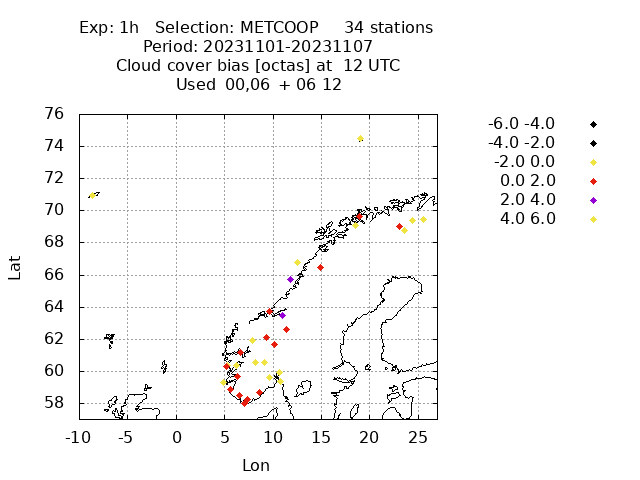 Exp: 1h   Selection: METCOOP     34 stations
Period: 20231101-20231107
Cloud cover bias [octas] at  12 UTC
Used  00,06  + 06 12
76
74
72
70
68
66
64
62
60
58
-10 -5 0 5 10 15 20 25
Lat
Lon
-6.0 -4.0
-4.0 -2.0
-2.0 0.0
0.0 2.0
2.0 4.0
4.0 6.0